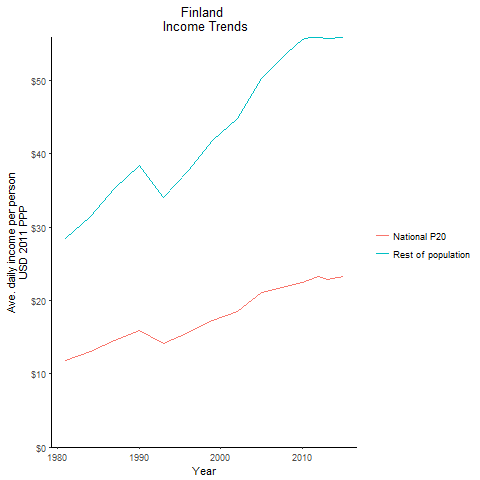 Finland
Income Trends
Ave. daily income per person
USD 2011 PPP
$50
$40
$30
$20
$10
$0
1980 1990 2000 2010
Year
National P20
Rest of population